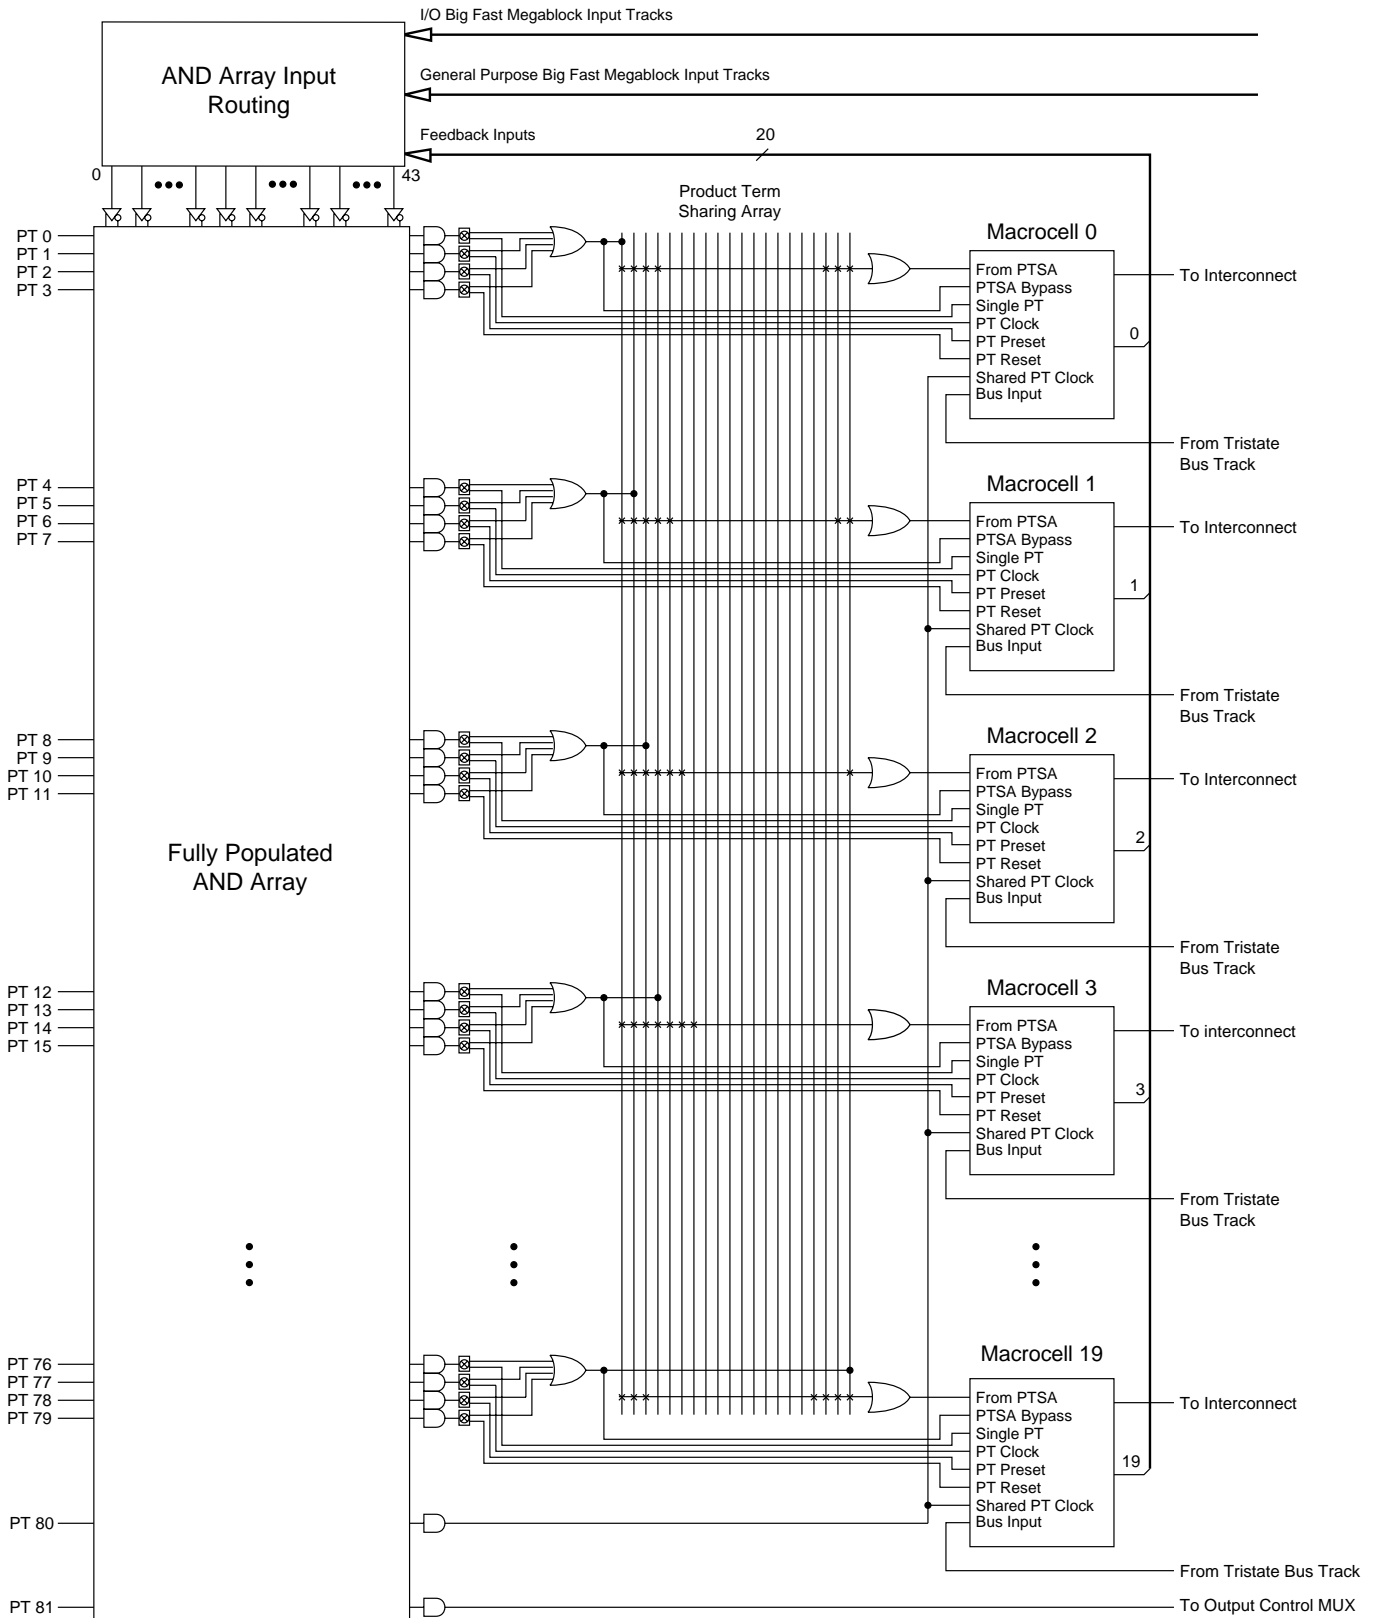 I/O Big Fast Megablock Input Tracks
AND Array Input
Routing
General Purpose Big Fast Megablock Input Tracks
Feedback Inputs
20
0
43
Product Term
Sharing Array
PT 0
PT 1
PT 2
PT 3
Macrocell 0
From PTSA
PTSA Bypass
Single PT
PT Clock
PT Preset
PT Reset
Shared PT Clock
Bus Input
To Interconnect
0
From Tristate
Bus Track
PT 4
PT 5
PT 6
PT 7
Macrocell 1
From PTSA
PTSA Bypass
Single PT
PT Clock
PT Preset
PT Reset
Shared PT Clock
Bus Input
To Interconnect
1
From Tristate
Bus Track
PT 8
PT 9
PT 10
PT 11
Macrocell 2
From PTSA
PTSA Bypass
Single PT
PT Clock
PT Preset
PT Reset
Shared PT Clock
Bus Input
To Interconnect
2
From Tristate
Bus Track
Fully Populated
AND Array
PT 12
PT 13
PT 14
PT 15
Macrocell 3
From PTSA
PTSA Bypass
Single PT
PT Clock
PT Preset
PT Reset
Shared PT Clock
Bus Input
To interconnect
3
From Tristate
Bus Track
PT 76
PT 77
PT 78
PT 79
Macrocell 19
From PTSA
PTSA Bypass
Single PT
PT Clock
PT Preset
PT Reset
Shared PT Clock
Bus Input
To Interconnect
19
PT 80
From Tristate Bus Track
PT 81
To Output Control MUX